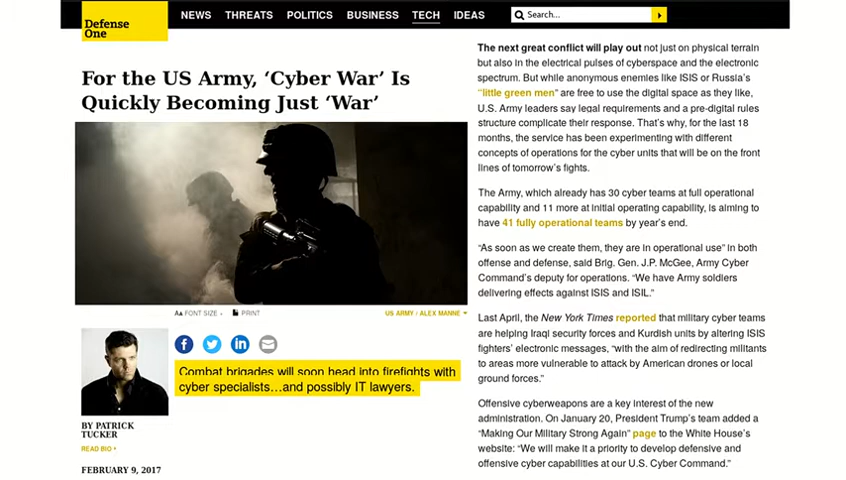 Defense
One
NEWS THREATS POLITICS BUSINESS TECH IDEAS
Search...
For the US Army, ‘Cyber War’ Is
Quickly Becoming Just ‘War’
FONT SIZE PRINT
US ARMY / ALEX MANNE
Combat brigades will soon head into firefights with
cyber specialists…and possibly IT lawyers.
BY PATRICK
TUCKER
READ BIO
FEBRUARY 9, 2017
The next great conflict will play out not just on physical terrain
but also in the electrical pulses of cyberspace and the electronic
spectrum. But while anonymous enemies like ISIS or Russia’s
“little green men” are free to use the digital space as they like,
U.S. Army leaders say legal requirements and a pre-digital rules
structure complicate their response. That’s why, for the last 18
months, the service has been experimenting with different
concepts of operations for the cyber units that will be on the front
lines of tomorrow’s fights.
The Army, which already has 30 cyber teams at full operational
capability and 11 more at initial operating capability, is aiming to
have 41 fully operational teams by year’s end.
“As soon as we create them, they are in operational use” in both
offense and defense, said Brig. Gen. J.P. McGee, Army Cyber
Command’s deputy for operations. “We have Army soldiers
delivering effects against ISIS and ISIL.”
Last April, the New York Times reported that military cyber teams
are helping Iraqi security forces and Kurdish units by altering ISIS
fighters’ electronic messages, “with the aim of redirecting militants
to areas more vulnerable to attack by American drones or local
ground forces.”
Offensive cyberweapons are a key interest of the new
administration. On January 20, President Trump’s team added a
“Making Our Military Strong Again” page to the White House’s
website: “We will make it a priority to develop defensive and
offensive cyber capabilities at our U.S. Cyber Command.”